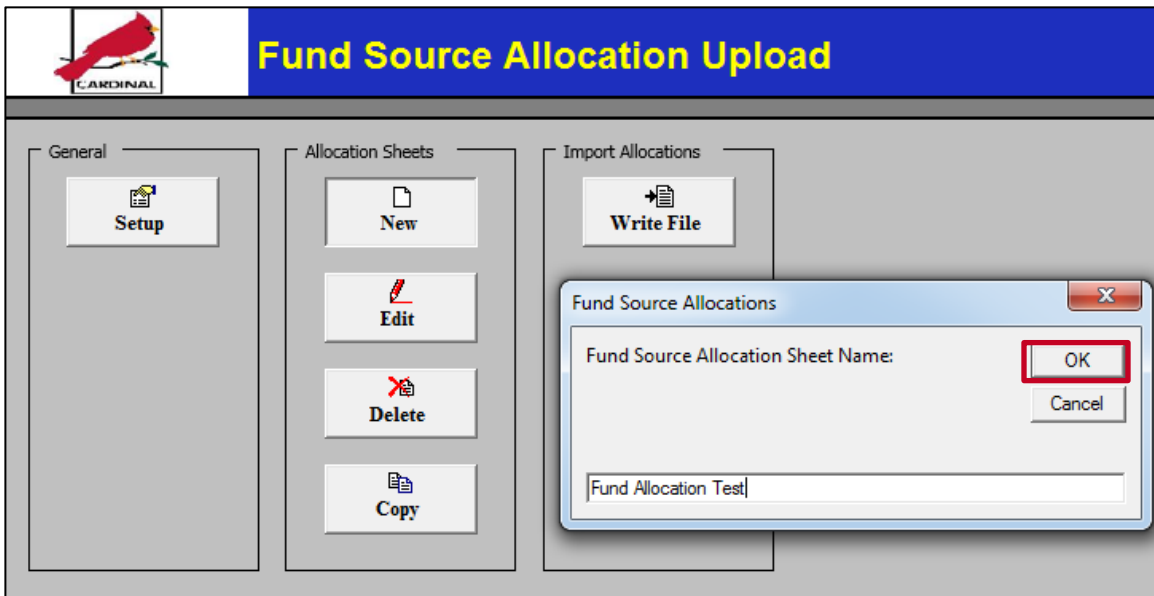 CARDINAL
Fund Source Allocation Upload
General
Setup
Allocation Sheets
New
Edit
Delete
Copy
Import Allocations
Write File
Fund Source Allocations
Fund Source Allocation Sheet Name:
OK
Cancel
Fund Allocation Test